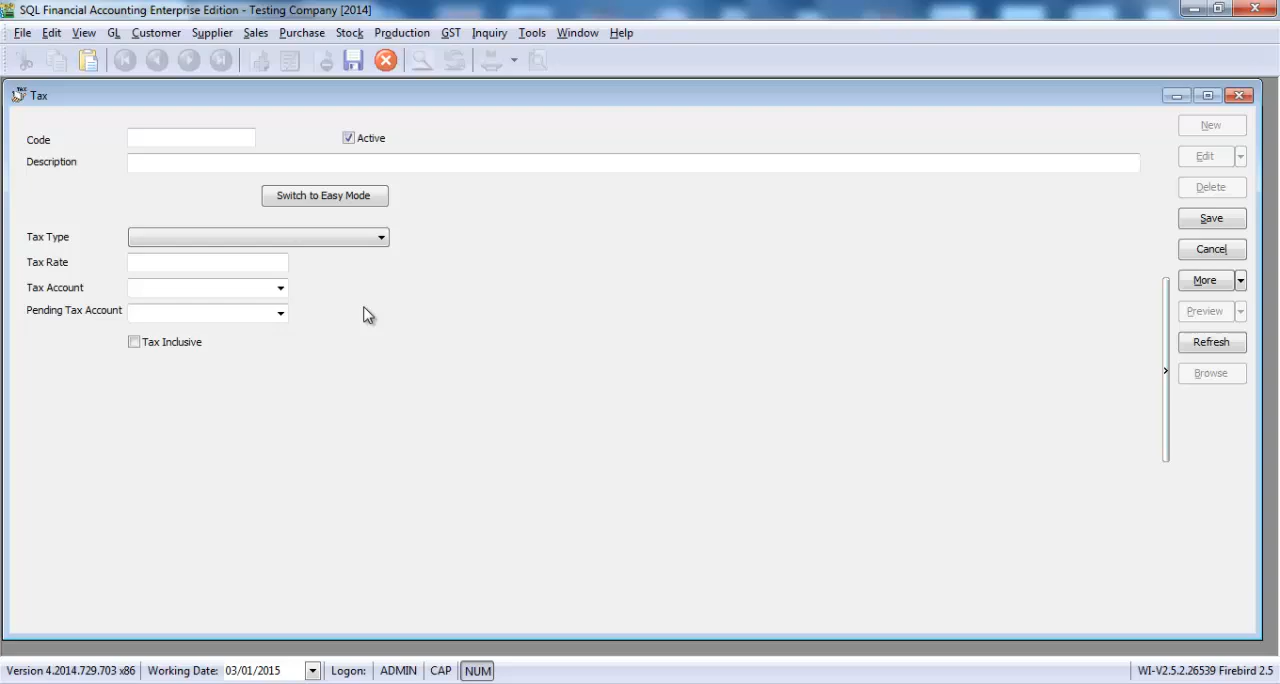 SQL Financial Accounting Enterprise Edition - Testing Company [2014]
File Edit View GL Customer Supplier Sales Purchase Stock Production GST Inquiry Tools Window Help
Tax
Code
Active
New
Description
Edit
Delete
Switch to Easy Mode
Save
Tax Type
Cancel
Tax Rate
Tax Account
More
Pending Tax Account
Preview
Tax Inclusive
Refresh
Browse
Version 4.2014.729.703 x86 Working Date: 03/01/2015 Logon: ADMIN CAP NUM WI-V2.5.2.26539 Firebird 2.5